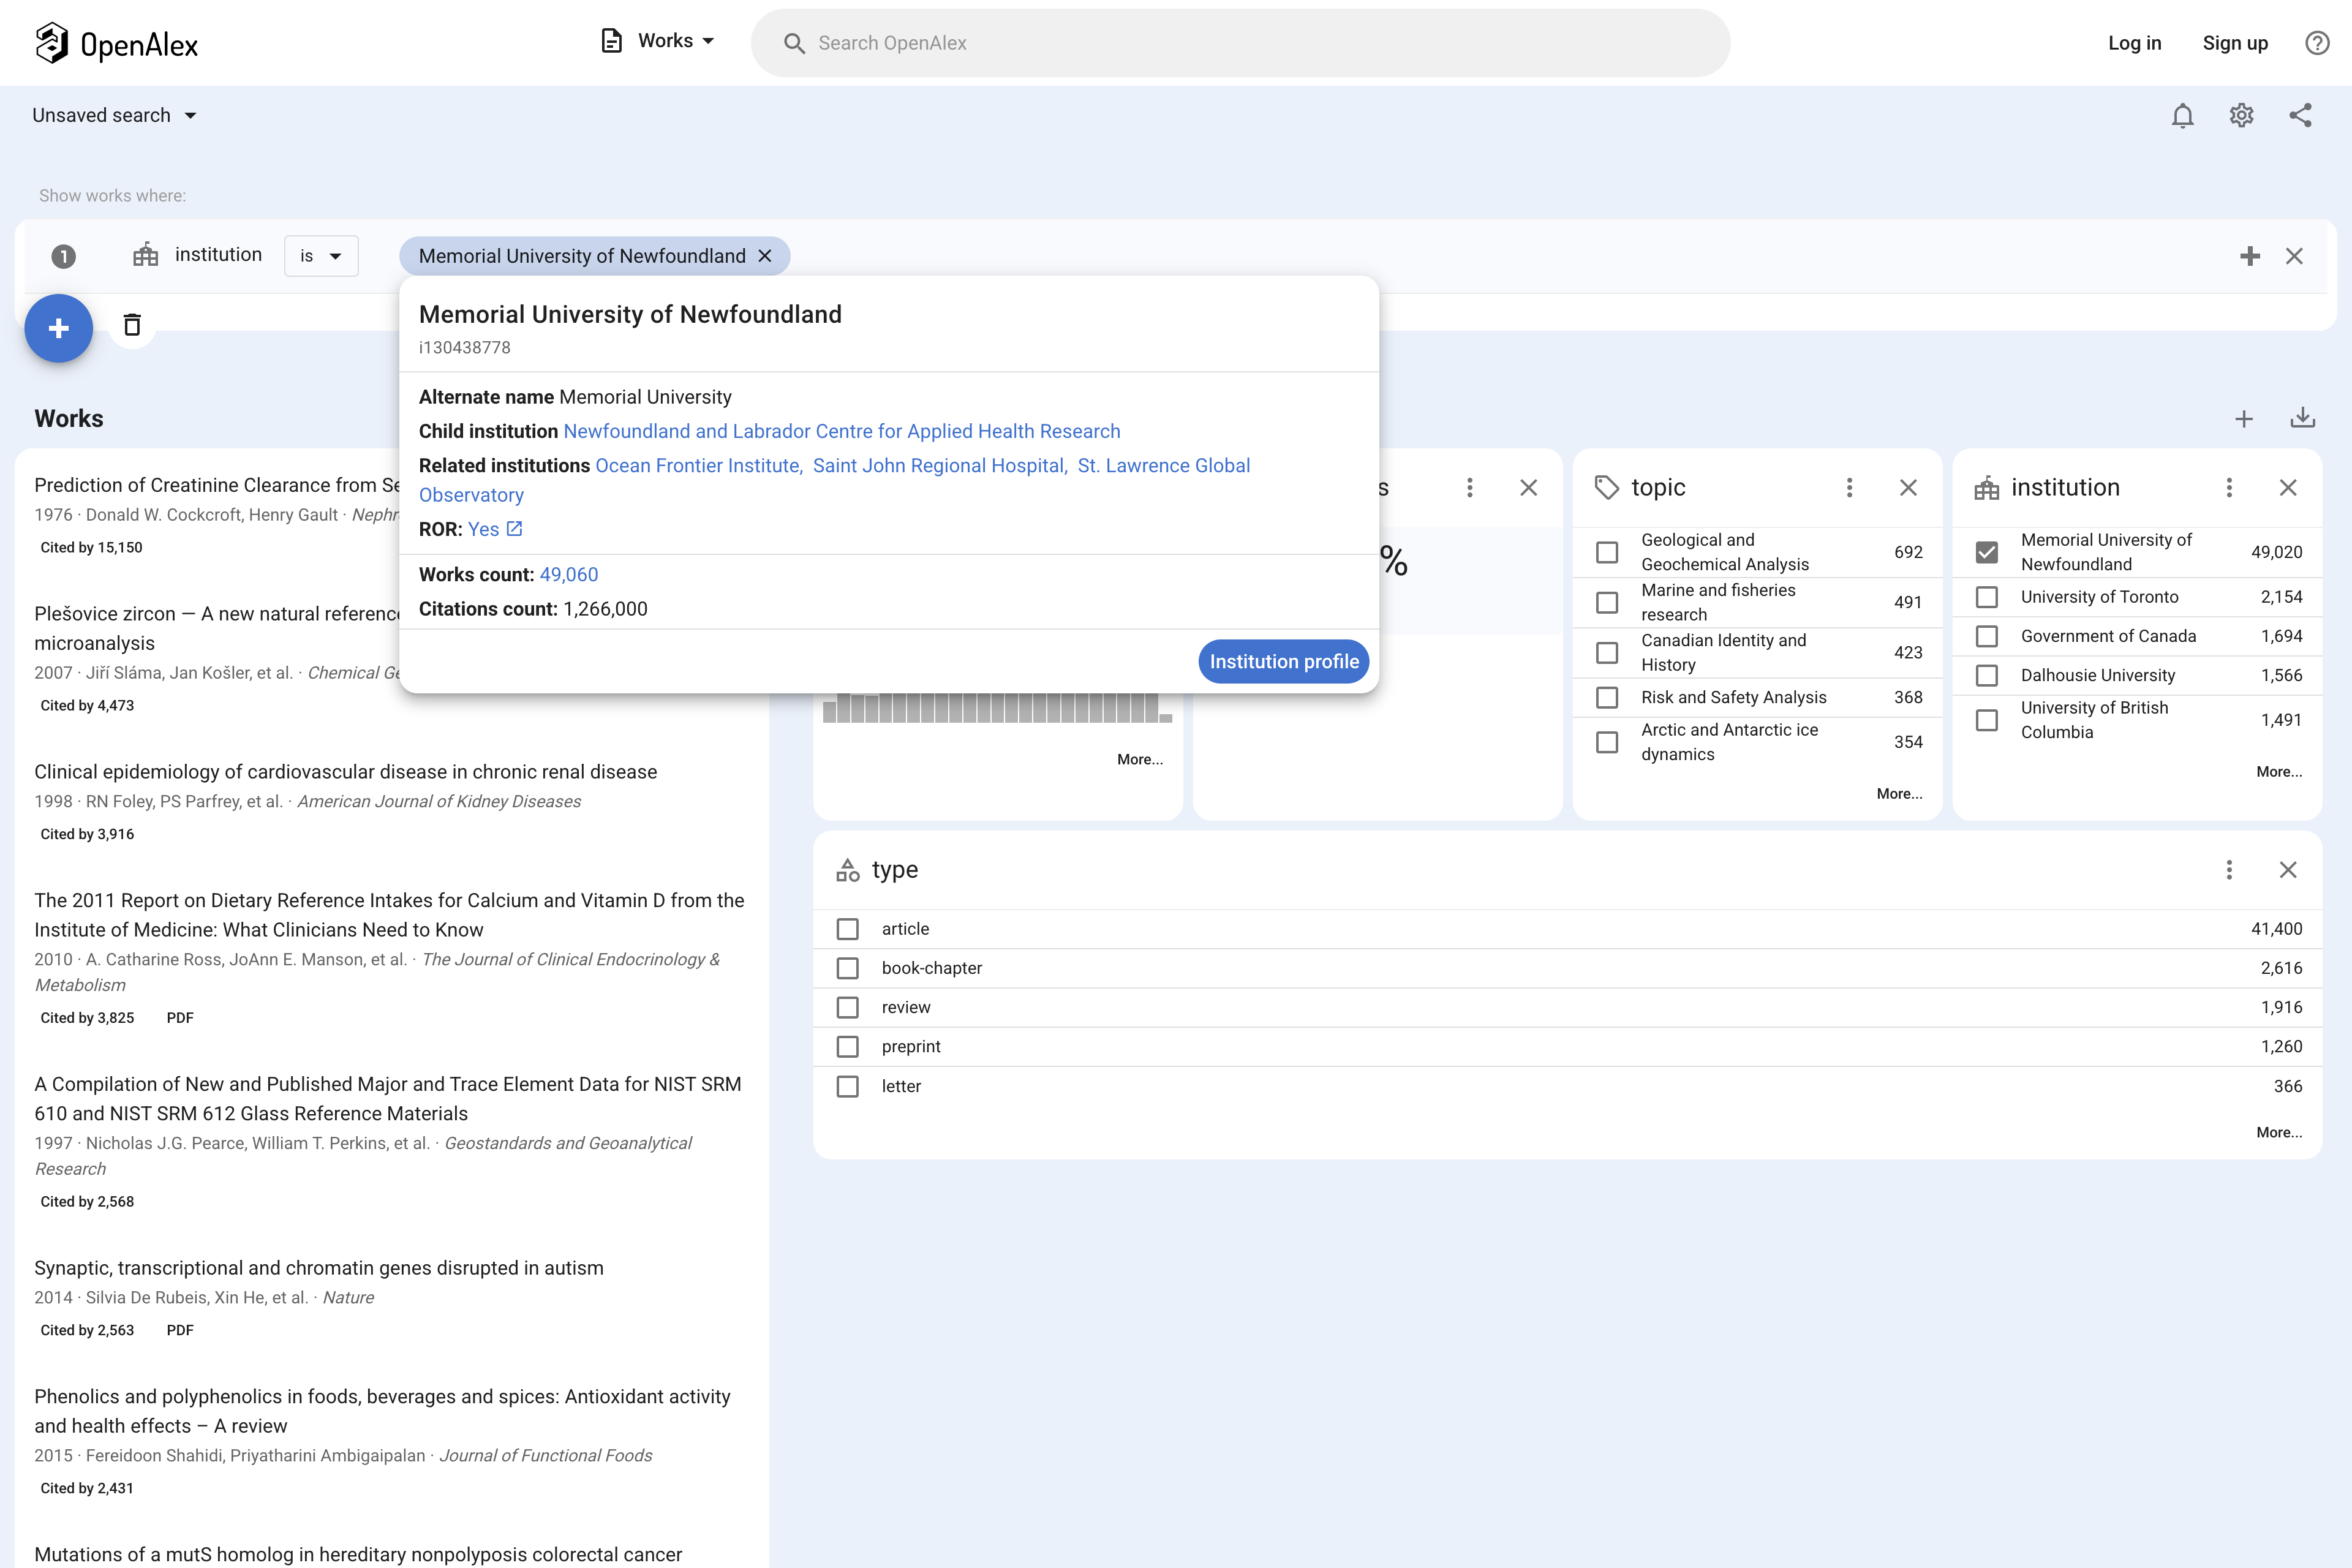 OpenAlex
Works
Search OpenAlex
Log in
Sign up
Unsaved search
Show works where:
1
institution
is
Memorial University of Newfoundland
Memorial University of Newfoundland
i130438778
Alternate name Memorial University
Child institution Newfoundland and Labrador Centre for Applied Health Research
Related institutions Ocean Frontier Institute, Saint John Regional Hospital, St. Lawrence Global
Observatory
ROR: Yes
Works count: 49,060
Citations count: 1,266,000
Institution profile
Works
Prediction of Creatinine Clearance from
1976 · Donald W. Cockcroft, Henry Gault ·
Cited by 15,150
Plešovice zircon — A new natural reference
microanalysis
2007 · Jiří Sláma, Jan Košler, et al. · Chemical
Cited by 4,473
Clinical epidemiology of cardiovascular disease in chronic renal disease
1998 · RN Foley, PS Parfrey, et al. · American Journal of Kidney Diseases
Cited by 3,916
The 2011 Report on Dietary Reference Intakes for Calcium and Vitamin D from the
Institute of Medicine: What Clinicians Need to Know
2010 · A. Catharine Ross, JoAnn E. Manson, et al. · The Journal of Clinical Endocrinology &
Metabolism
Cited by 3,825 PDF
A Compilation of New and Published Major and Trace Element Data for NIST SRM
610 and NIST SRM 612 Glass Reference Materials
1997 · Nicholas J.G. Pearce, William T. Perkins, et al. · Geostandards and Geoanalytical
Research
Cited by 2,568
Synaptic, transcriptional and chromatin genes disrupted in autism
2014 · Silvia De Rubeis, Xin He, et al. · Nature
Cited by 2,563 PDF
Phenolics and polyphenolics in foods, beverages and spices: Antioxidant activity
and health effects – A review
2015 · Fereidoon Shahidi, Priyatharini Ambigaipalan · Journal of Functional Foods
Cited by 2,431
Mutations of a mutS homolog in hereditary nonpolyposis colorectal cancer
More...
s
%
topic
Geological and
Geochemical Analysis
692
Marine and fisheries
research
491
Canadian Identity and
History
423
Risk and Safety Analysis
368
Arctic and Antarctic ice
dynamics
354
More...
institution
Memorial University of
Newfoundland
49,020
University of Toronto
2,154
Government of Canada
1,694
Dalhousie University
1,566
University of British
Columbia
1,491
More...
type
article
41,400
book-chapter
2,616
review
1,916
preprint
1,260
letter
366
More...